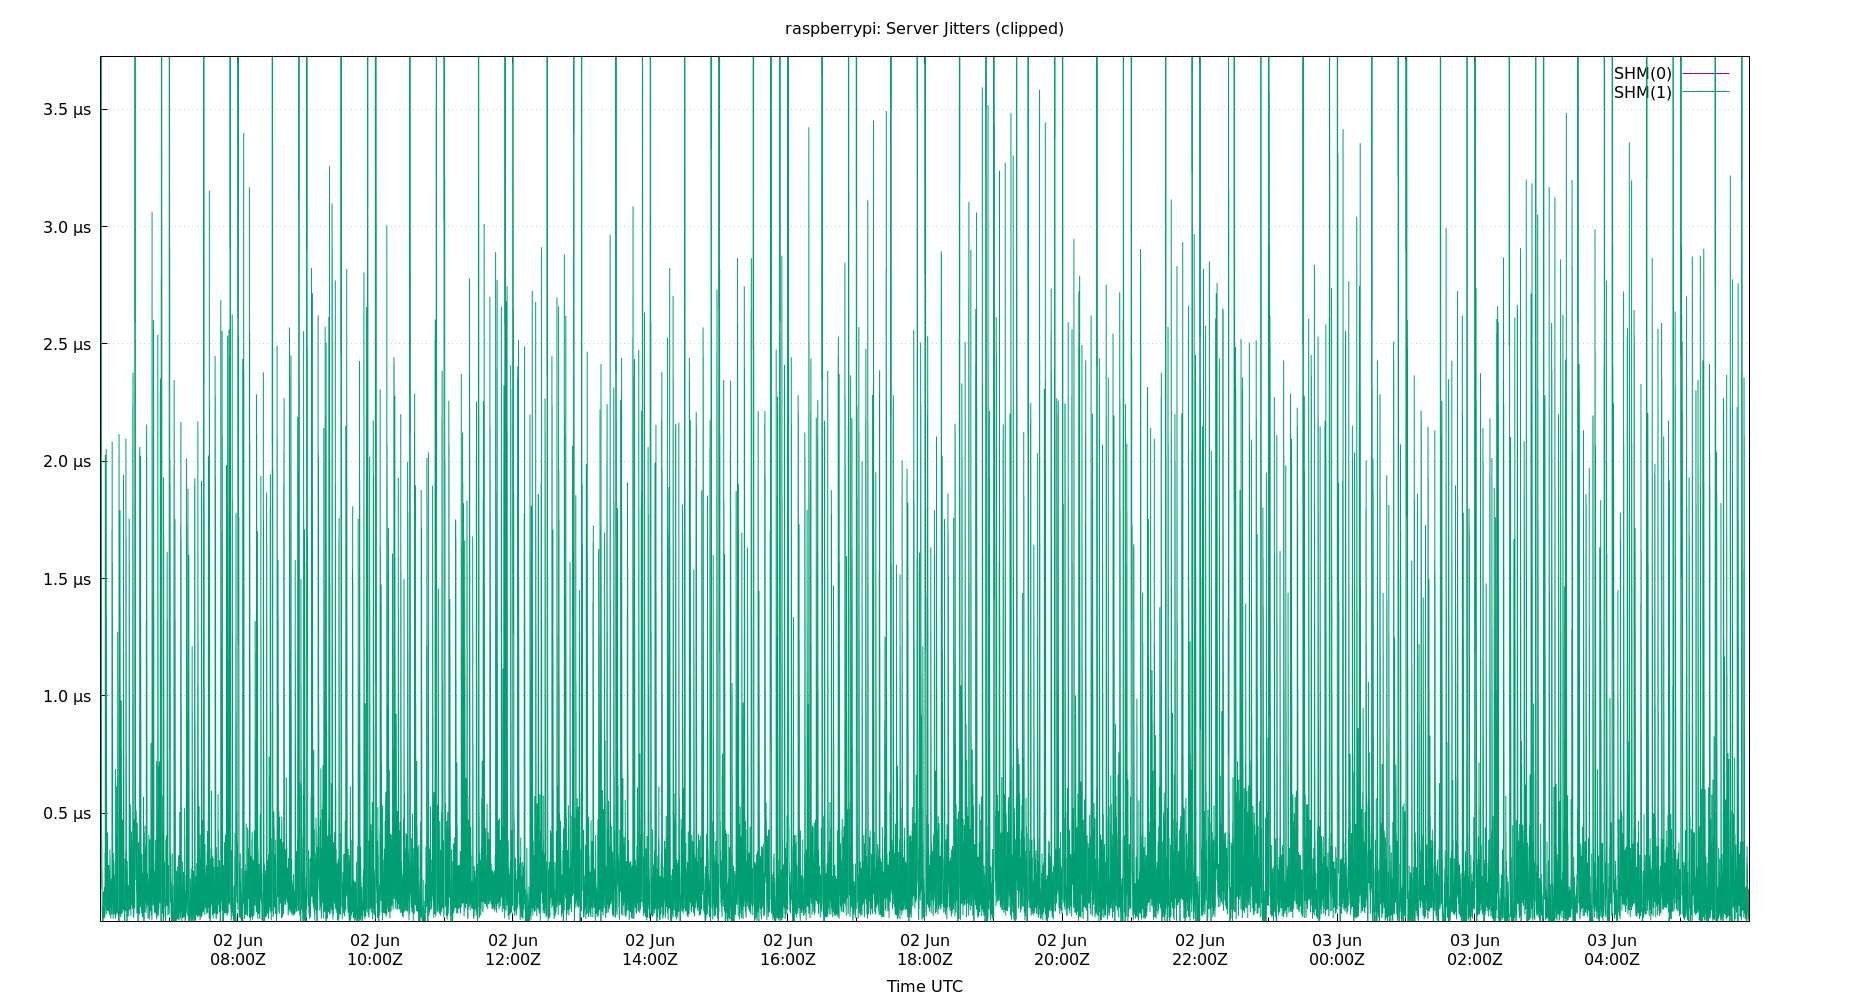 raspberrypi: Server Jitters (clipped)
SHM(0)
SHM(1)
3.5 µs
3.0 µs
2.5 µs
2.0 µs
1.5 µs
1.0 µs
0.5 µs
02 Jun 02 Jun 02 Jun 02 Jun 02 Jun 02 Jun 02 Jun 02 Jun 03 Jun 03 Jun 03 Jun
08:00Z 10:00Z 12:00Z 14:00Z 16:00Z 18:00Z 20:00Z 22:00Z 00:00Z 02:00Z 04:00Z
Time UTC